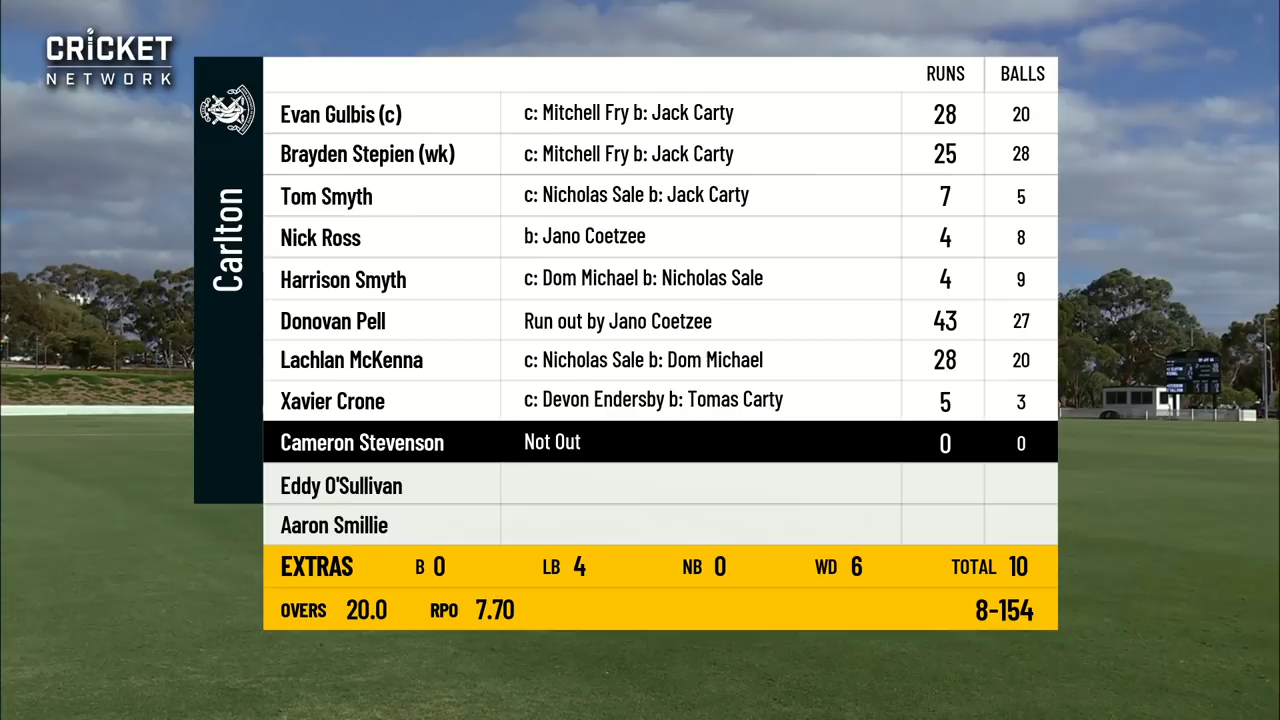 CRICKET
NETWORK
RUNS BALLS
Carlton
Evan Gulbis (c) c: Mitchell Fry b: Jack Carty 28 20
Brayden Stepien (wk) c: Mitchell Fry b: Jack Carty 25 28
Tom Smyth c: Nicholas Sale b: Jack Carty 7 5
Nick Ross b: Jano Coetzee 4 8
Harrison Smyth c: Dom Michael b: Nicholas Sale 4 9
Donovan Pell Run out by Jano Coetzee 43 27
Lachlan McKenna c: Nicholas Sale b: Dom Michael 28 20
Xavier Crone c: Devon Endersby b: Tomas Carty 5 3
Cameron Stevenson Not Out 0 0
Eddy O'Sullivan
Aaron Smillie
EXTRAS B 0 LB 4 NB 0 WD 6 TOTAL 10
OVERS 20.0 RPO 7.70 8-154